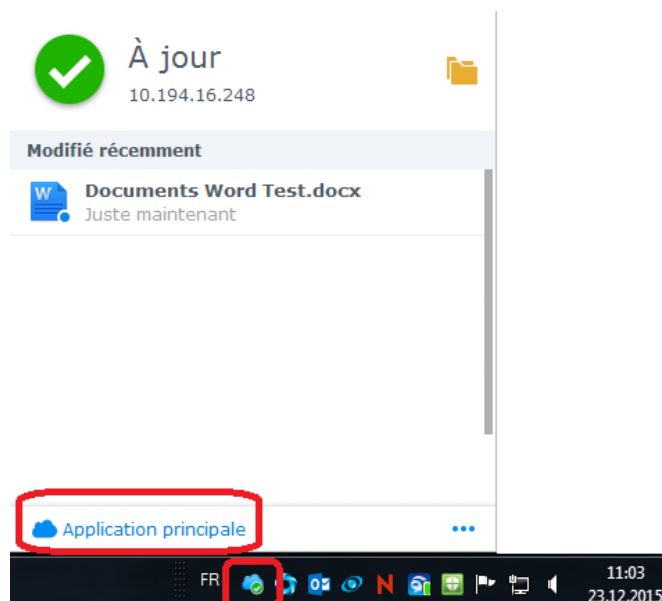 À jour
10.194.16.248
Modifié récemment
W
Documents Word Test.docx
Juste maintenant
Application principale
FR
11:03
23.12.2015